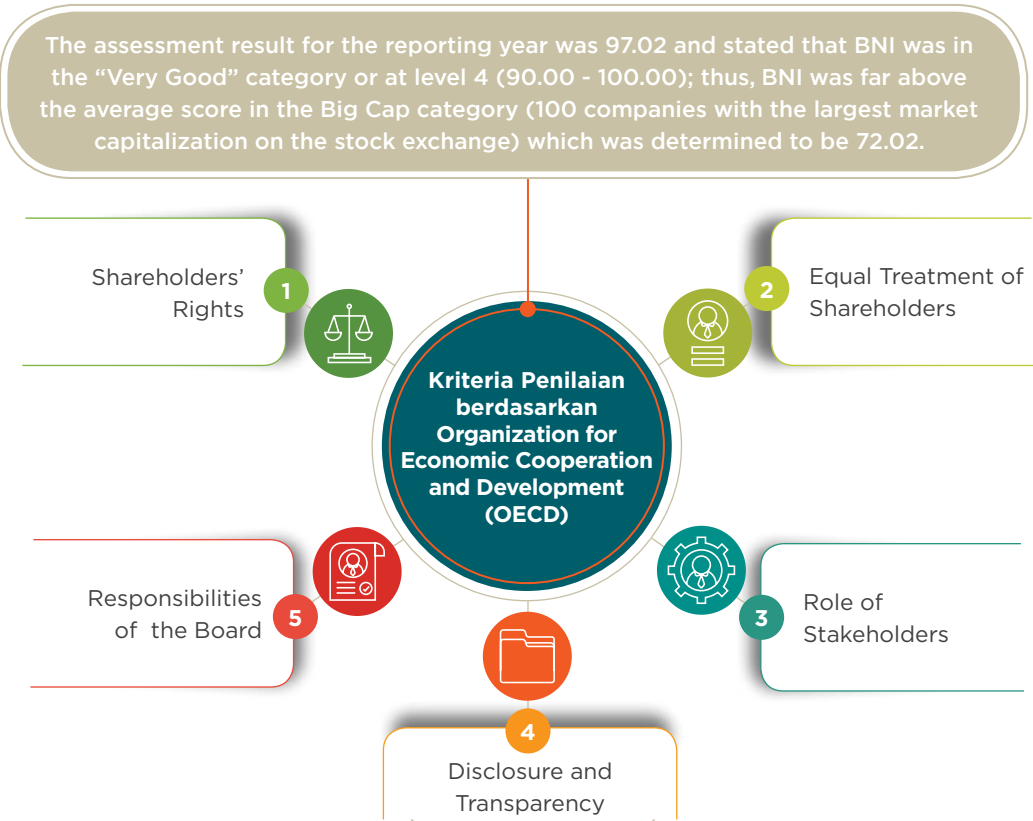 The assessment result for the reporting year was 97.02 and stated that BNI was in
the “Very Good” category or at level 4 (90.00 - 100.00); thus, BNI was far above
the average score in the Big Cap category (100 companies with the largest market
capitalization on the stock exchange) which was determined to be 72.02.
Shareholders’
Rights
1
2
Equal Treatment of
Shareholders
Kriteria Penilaian
berdasarkan
Organization for
Economic Cooperation
and Development
(OECD)
Responsibilities
of the Board
5
3
Role of
Stakeholders
4
Disclosure and
Transparency